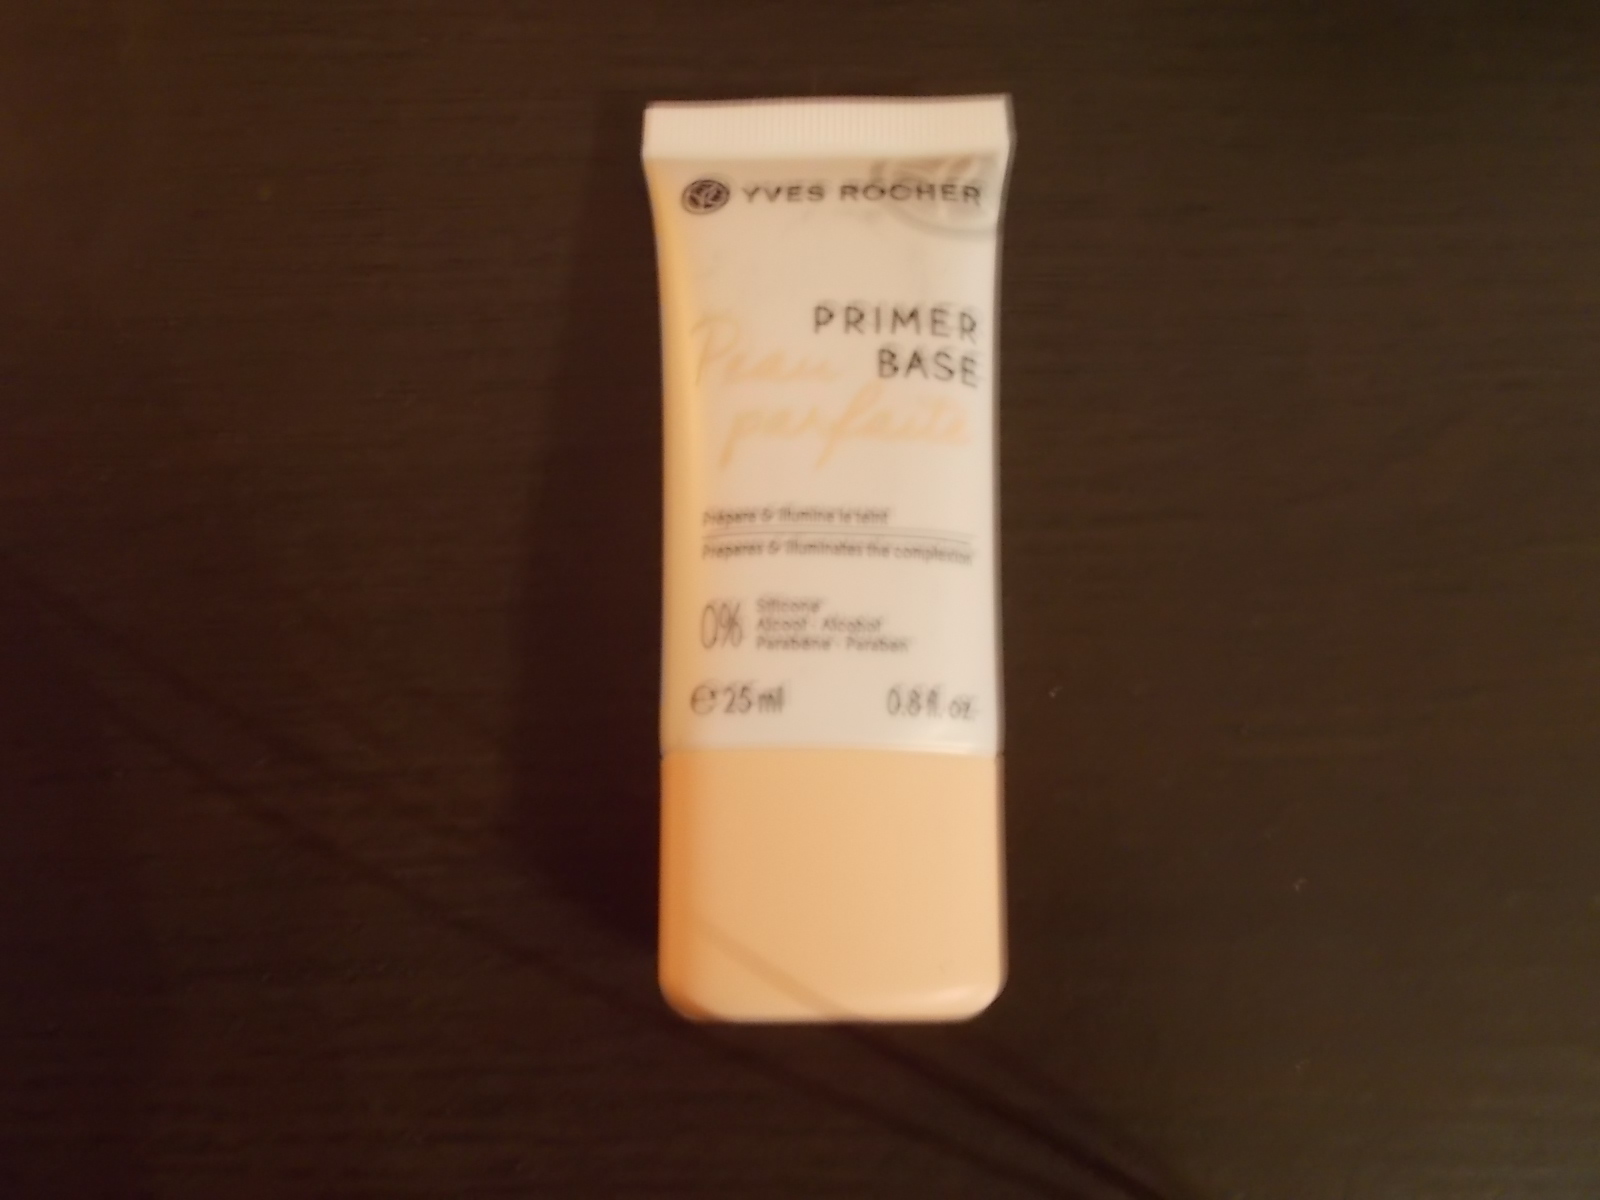 YVES ROCHER
PRIMER
BASE
Peau
parfaite
Prépare & illumine le teint
Prepares & illuminates the complexion
0% Silicone*
Alcool - Alcohol*
Parabène* - Paraben*
℮ 25 ml 0.8 fl. oz.